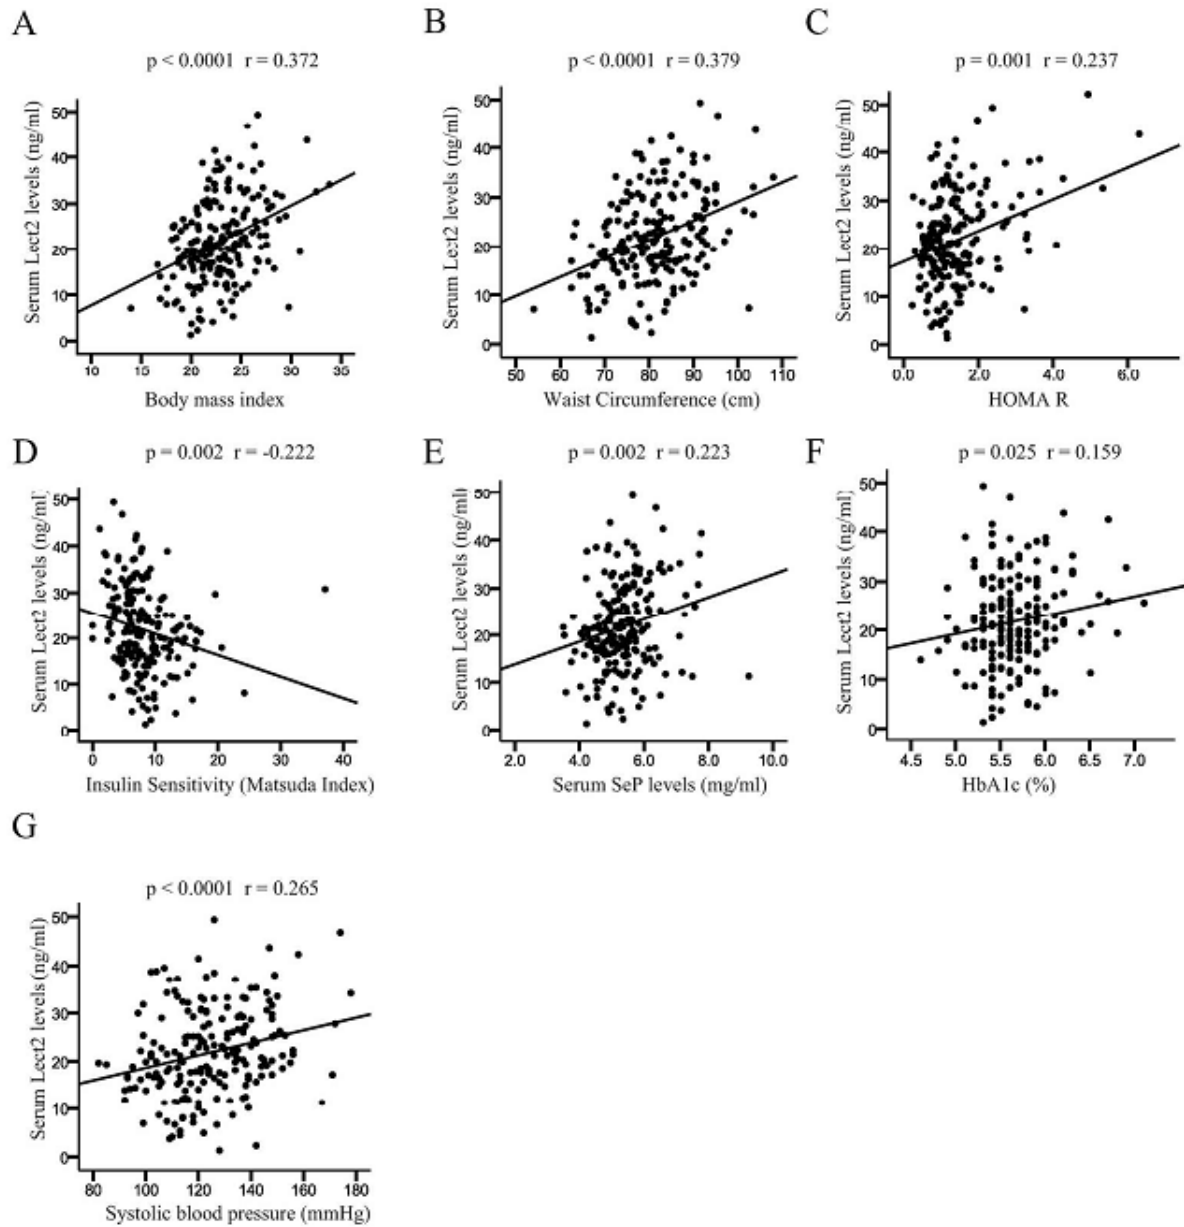 A
p < 0.0001 r = 0.372
Serum Lect2 levels (ng/ml)
50
40
30
20
10
0
10 15 20 25 30 35
Body mass index
B
p < 0.0001 r = 0.379
Serum Lect2 levels (ng/ml)
50
40
30
20
10
0
50 60 70 80 90 100 110
Waist Circumference (cm)
C
p = 0.001 r = 0.237
Serum Lect2 levels (ng/ml)
50
40
30
20
10
0
0.0 2.0 4.0 6.0
HOMA R
D
p = 0.002 r = -0.222
Serum Lect2 levels (ng/ml)
50
40
30
20
10
0
0 10 20 30 40
Insulin Sensitivity (Matsuda Index)
E
p = 0.002 r = 0.223
Serum Lect2 levels (ng/ml)
50
40
30
20
10
0
2.0 4.0 6.0 8.0 10.0
Serum SeP levels (mg/ml)
F
p = 0.025 r = 0.159
Serum Lect2 levels (ng/ml)
50
40
30
20
10
0
4.5 5.0 5.5 6.0 6.5 7.0
HbA1c (%)
G
p < 0.0001 r = 0.265
Serum Lect2 levels (ng/ml)
50
40
30
20
10
0
80 100 120 140 160 180
Systolic blood pressure (mmHg)